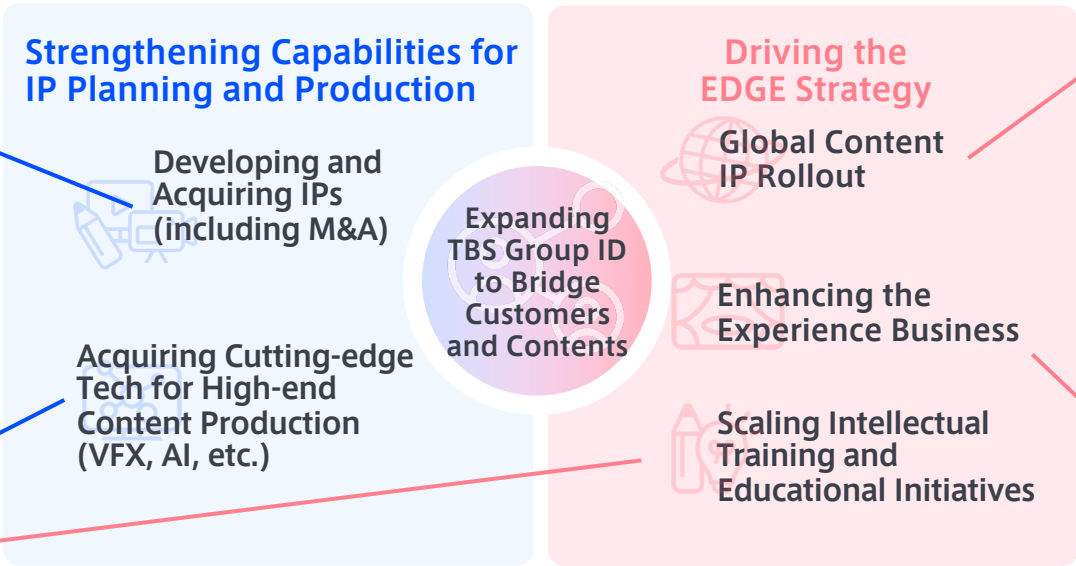 Strengthening Capabilities for
IP Planning and Production
Developing and
Acquiring IPs
(including M&A)
Acquiring Cutting-edge
Tech for High-end
Content Production
(VFX, AI, etc.)
Expanding
TBS Group ID
to Bridge
Customers
and Contents
Driving the
EDGE Strategy
Global Content
IP Rollout
Enhancing the
Experience Business
Scaling Intellectual
Training and
Educational Initiatives